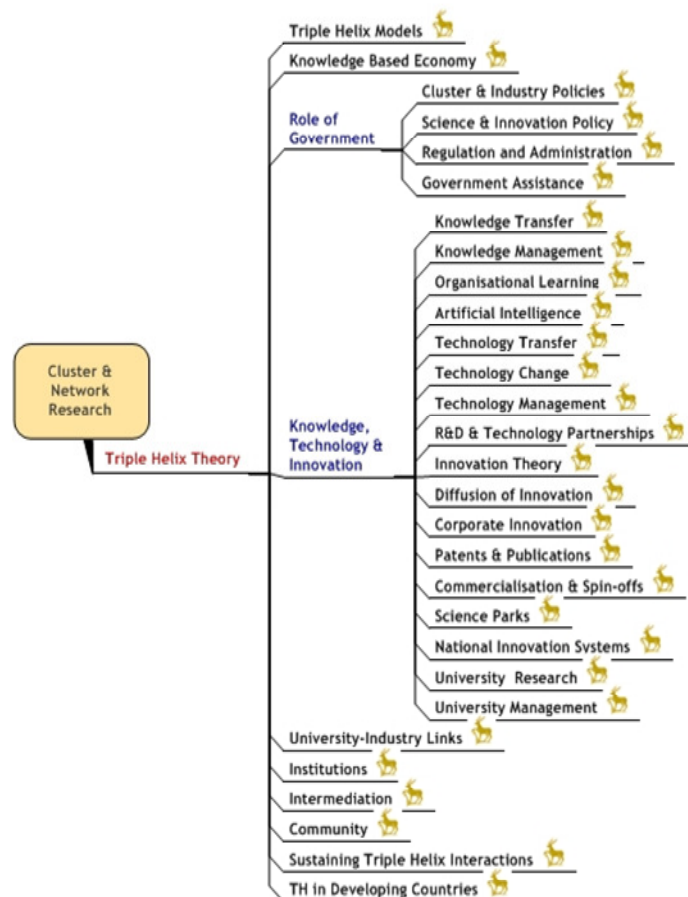 Triple Helix Models
Knowledge Based Economy
Role of
Government
Cluster & Industry Policies
Science & Innovation Policy
Regulation and Administration
Government Assistance
Knowledge Transfer
Knowledge Management
Organisational Learning
Artificial Intelligence
Technology Transfer
Technology Change
Technology Management
R&D & Technology Partnerships
Cluster &
Network
Research
Triple Helix Theory
Knowledge,
Technology &
Innovation
Innovation Theory
Diffusion of Innovation
Corporate Innovation
Patents & Publications
Commercialisation & Spin-offs
Science Parks
National Innovation Systems
University Research
University Management
University-Industry Links
Institutions
Intermediation
Community
Sustaining Triple Helix Interactions
TH in Developing Countries